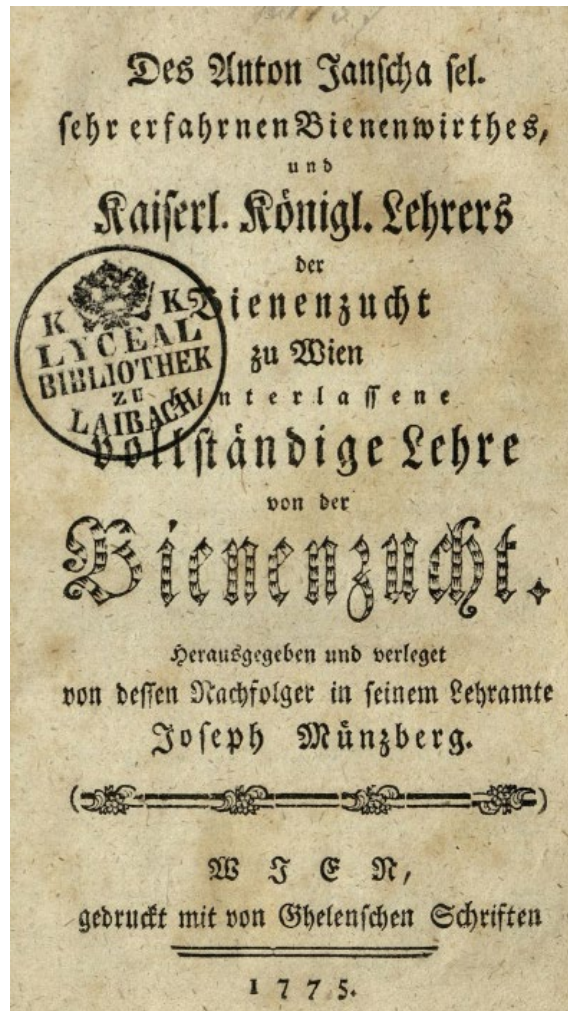 Des Anton Janscha sel.
sehr erfahrnen Bienenwirthes,
und
Kaiserl. Königl. Lehrers
der
Bienenzucht
zu Wien
hinterlassene
vollständige Lehre
von der
Bienenzucht.
Herausgegeben und verleget
von dessen Nachfolger in seinem Lehramte
Joseph Münzberg.
WIEN,
gedruckt mit von Ghelenschen Schriften
1775.
K K
LYCEAL
BIBLIOTHEK
ZU
LAIBACH